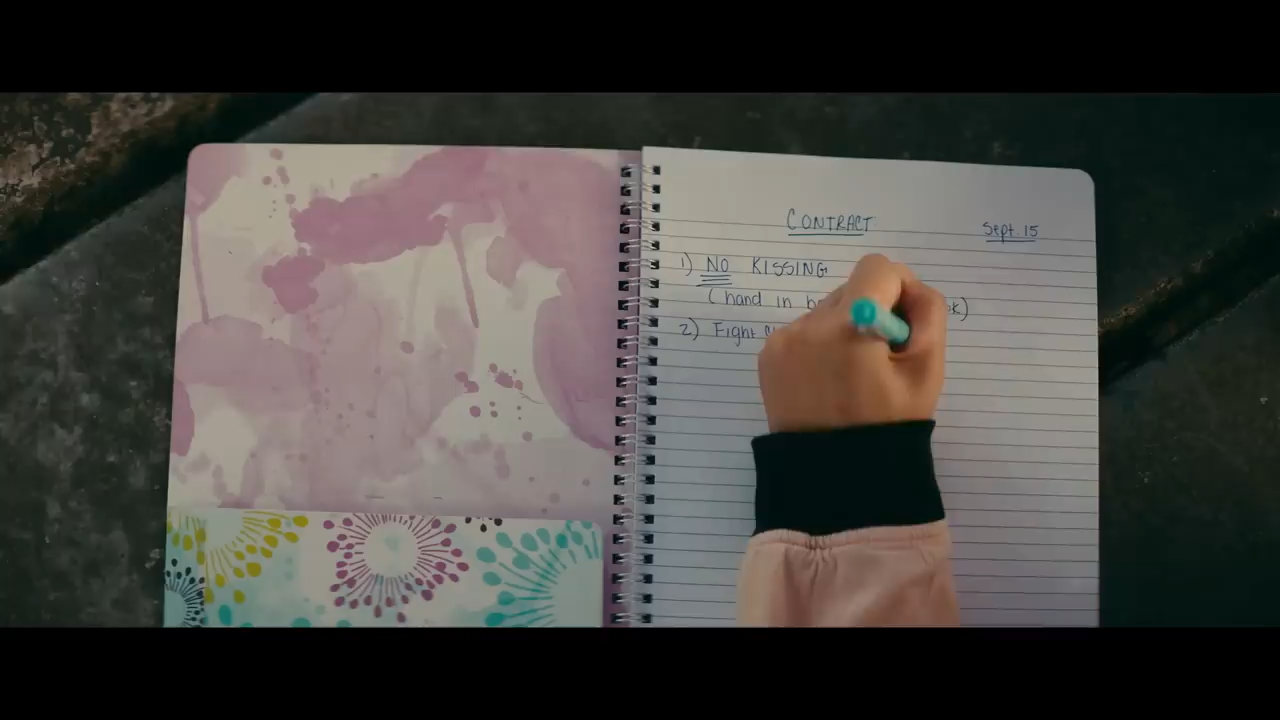 CONTRACT
Sept. 15
1) NO KISSING
(hand in
2) Fight